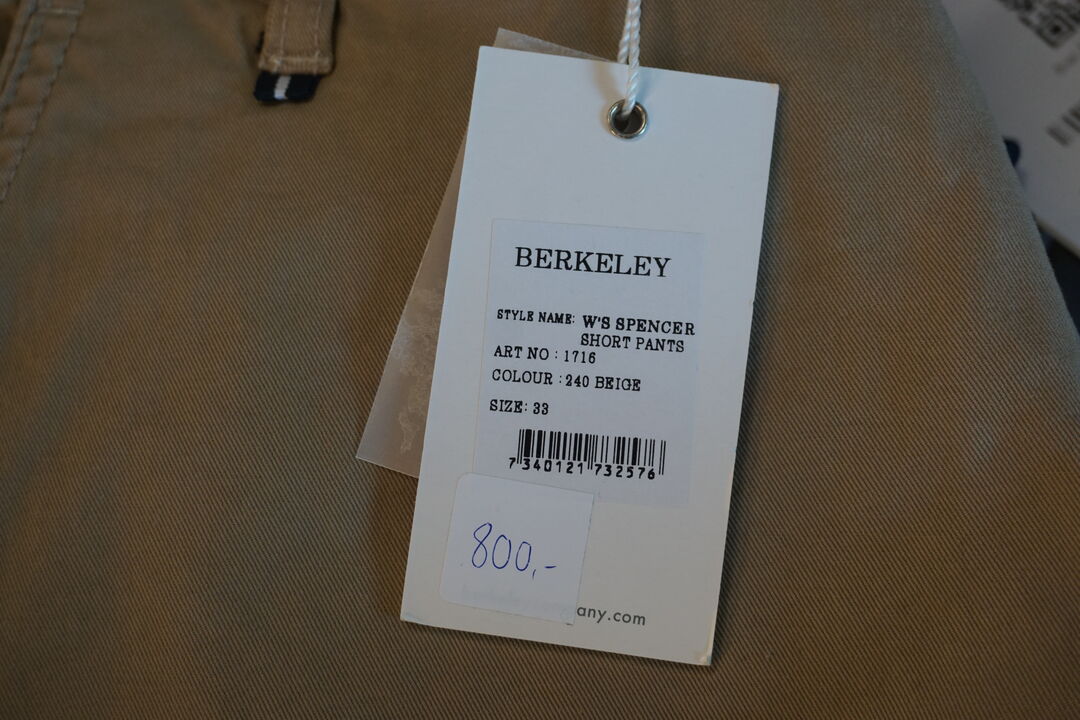 BERKELEY
STYLE NAME: W'S SPENCER
SHORT PANTS
ART NO : 1716
COLOUR : 240 BEIGE
SIZE: 33
7 340121 732576
800,-
any.com